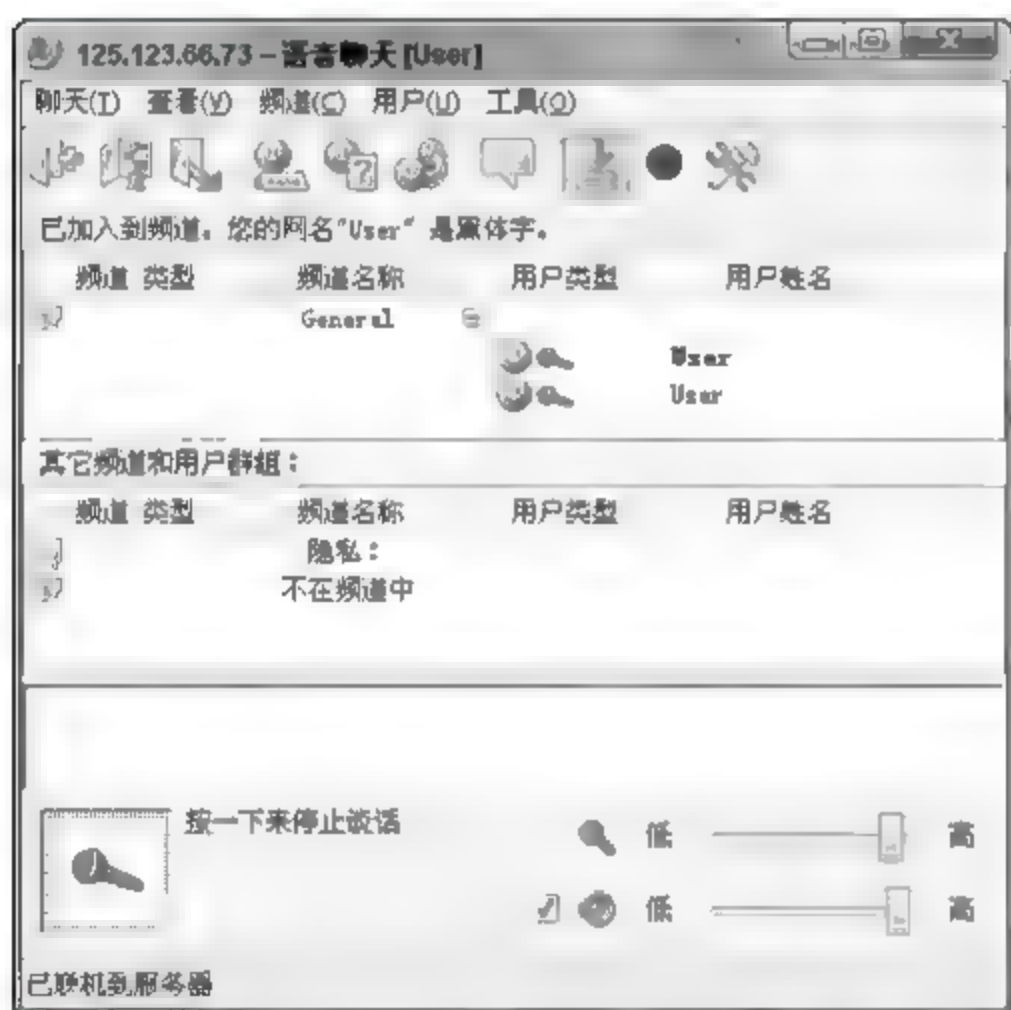 125.123.66.73 – 语音聊天 [User]
聊天(T) 查看(V) 频道(C) 用户(U) 工具(O)
已加入到频道。您的网名"User" 是黑体字。
频道 类型 频道名称 用户类型 用户姓名
General
User
User
其它频道和用户群组:
频道 类型 频道名称 用户类型 用户姓名
隐私:
不在频道中
按一下来停止谈话
低 高
低 高
已联机到服务器